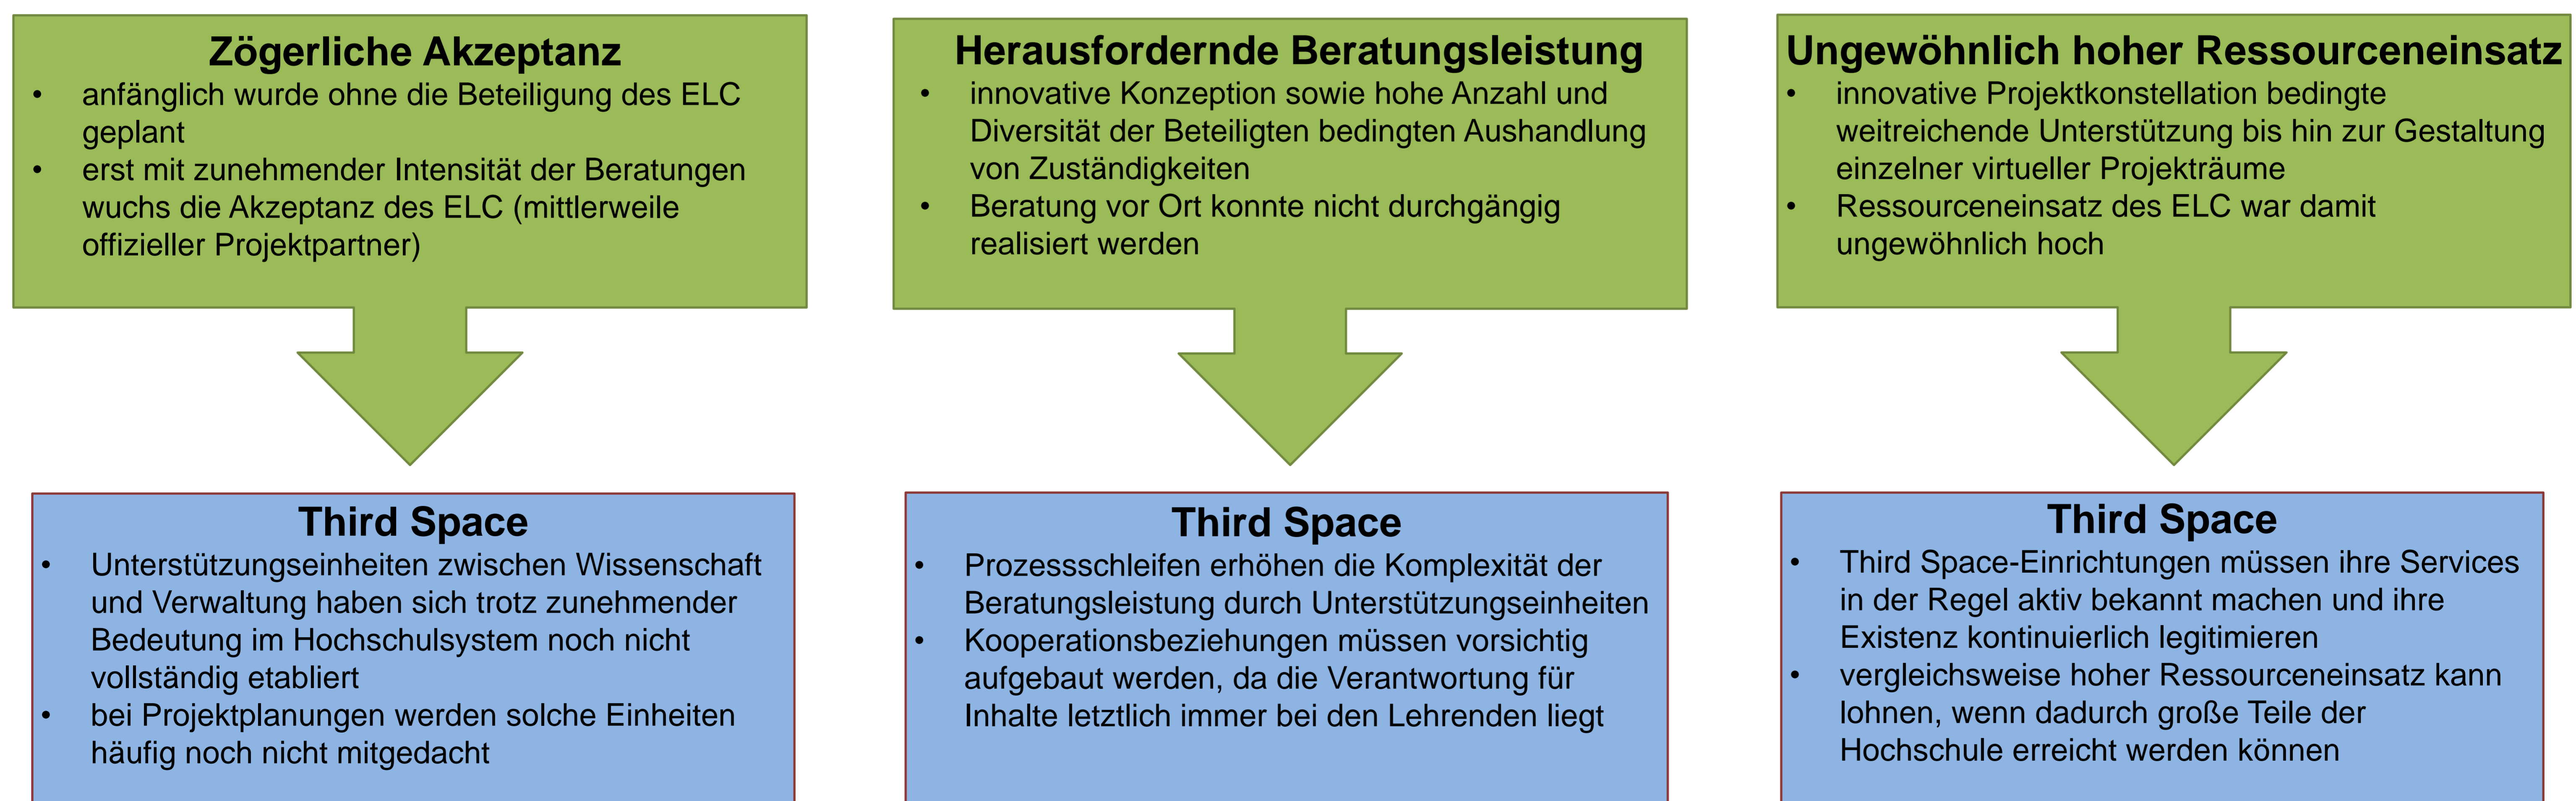 Zögerliche Akzeptanz
• anfänglich wurde ohne die Beteiligung des ELC
geplant
• erst mit zunehmender Intensität der Beratungen
wuchs die Akzeptanz des ELC (mittlerweile
offizieller Projektpartner)
Herausfordernde Beratungsleistung
• innovative Konzeption sowie hohe Anzahl und
Diversität der Beteiligten bedingten Aushandlung
von Zuständigkeiten
• Beratung vor Ort konnte nicht durchgängig
realisiert werden
Ungewöhnlich hoher Ressourceneinsatz
• innovative Projektkonstellation bedingte
weitreichende Unterstützung bis hin zur Gestaltung
einzelner virtueller Projekträume
• Ressourceneinsatz des ELC war damit
ungewöhnlich hoch
Third Space
• Unterstützungseinheiten zwischen Wissenschaft
und Verwaltung haben sich trotz zunehmender
Bedeutung im Hochschulsystem noch nicht
vollständig etabliert
• bei Projektplanungen werden solche Einheiten
häufig noch nicht mitgedacht
Third Space
• Prozessschleifen erhöhen die Komplexität der
Beratungsleistung durch Unterstützungseinheiten
• Kooperationsbeziehungen müssen vorsichtig
aufgebaut werden, da die Verantwortung für
Inhalte letztlich immer bei den Lehrenden liegt
Third Space
• Third Space-Einrichtungen müssen ihre Services
in der Regel aktiv bekannt machen und ihre
Existenz kontinuierlich legitimieren
• vergleichsweise hoher Ressourceneinsatz kann
lohnen, wenn dadurch große Teile der
Hochschule erreicht werden können